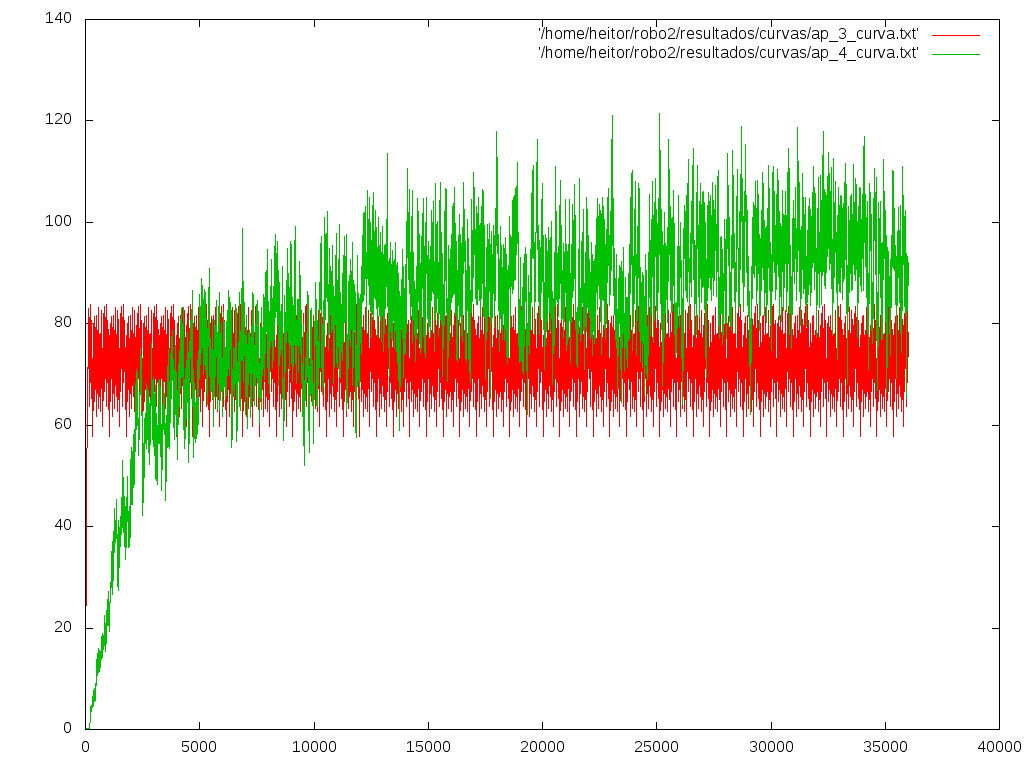 '/home/heitor/robo2/resultados/curvas/ap_3_curva.txt'
'/home/heitor/robo2/resultados/curvas/ap_4_curva.txt'
140
120
100
80
60
40
20
0
0 5000 10000 15000 20000 25000 30000 35000 40000